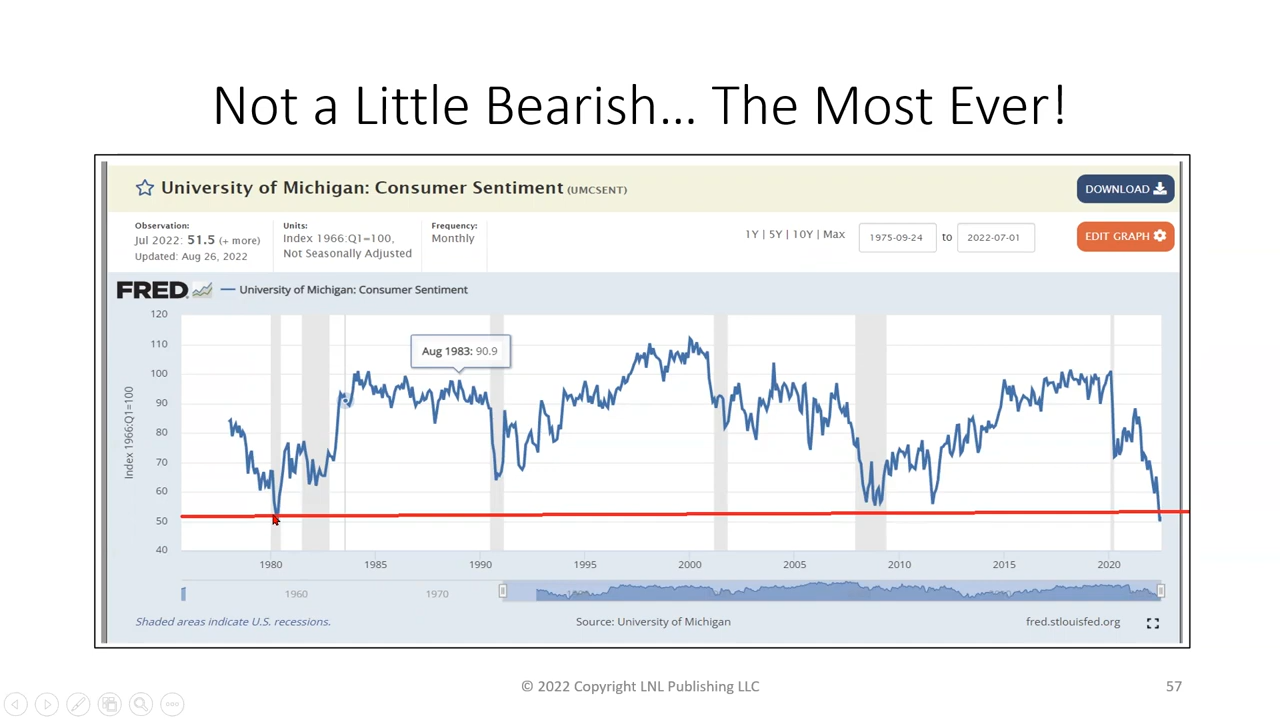 Not a Little Bearish... The Most Ever!
University of Michigan: Consumer Sentiment (UMCSENT)
DOWNLOAD
Observation:
Jul 2022: 51.5 (+ more)
Updated: Aug 26, 2022
Units:
Index 1966:Q1=100,
Not Seasonally Adjusted
Frequency:
Monthly
1Y | 5Y | 10Y | Max
1975-09-24 to 2022-07-01
EDIT GRAPH
FRED
University of Michigan: Consumer Sentiment
Index 1966:Q1=100
120
110
100
90
80
70
60
50
40
Aug 1983: 90.9
1980 1985 1990 1995 2000 2005 2010 2015 2020
1960 1970
Shaded areas indicate U.S. recessions.
Source: University of Michigan
fred.stlouisfed.org
© 2022 Copyright LNL Publishing LLC
57